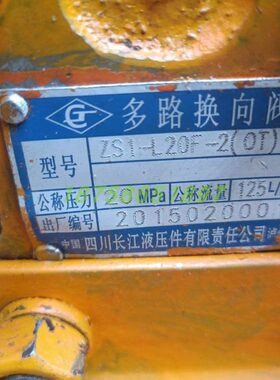 多路换向阀
型号 ZS1-L20F-2(OT)
公称压力 20 MPa 公称流量 125L/
出厂编号 201502000
中国 四川长江液压件有限责任公司